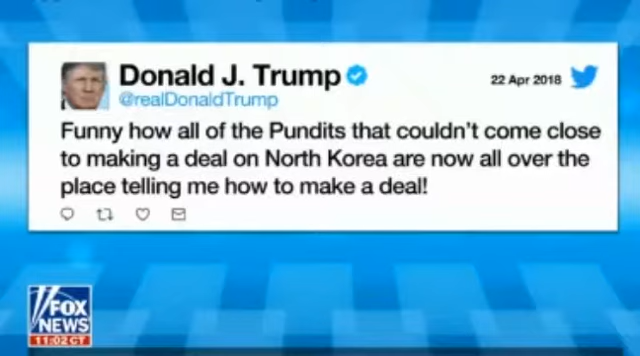 Donald J. Trump
22 Apr 2018
@realDonaldTrump
Funny how all of the Pundits that couldn't come close
to making a deal on North Korea are now all over the
place telling me how to make a deal!
FOX
NEWS
11:02 CT